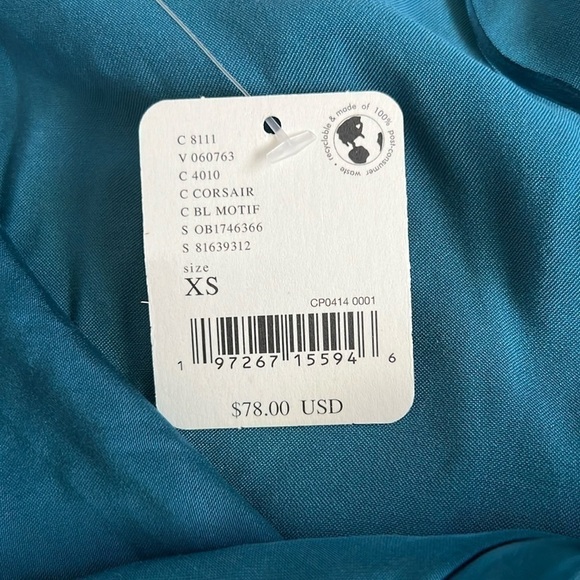 recyclable & made of 100% post-consumer waste •
C 8111
V 060763
C 4010
C CORSAIR
C BL MOTIF
S OB1746366
S 81639312
size
XS
CP0414 0001
1 97267 15594 6
$78.00 USD